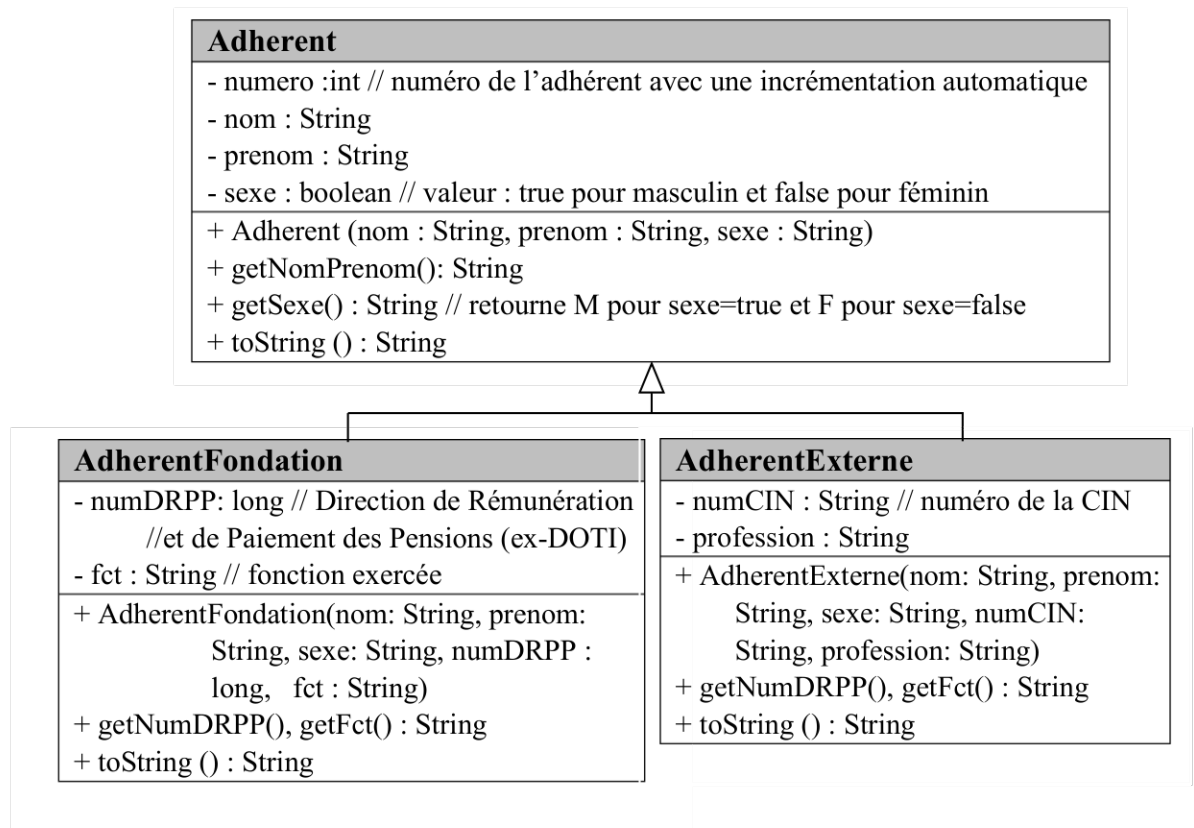 Adherent
- numero :int // numéro de l’adhérent avec une incrémentation automatique
- nom : String
- prenom : String
- sexe : boolean // valeur : true pour masculin et false pour féminin
+ Adherent (nom : String, prenom : String, sexe : String)
+ getNomPrenom(): String
+ getSexe() : String // retourne M pour sexe=true et F pour sexe=false
+ toString () : String
AdherentFondation
- numDRPP: long // Direction de Rémunération
//et de Paiement des Pensions (ex-DOTI)
- fct : String // fonction exercée
+ AdherentFondation(nom: String, prenom:
String, sexe: String, numDRPP :
long, fct : String)
+ getNumDRPP(), getFct() : String
+ toString () : String
AdherentExterne
- numCIN : String // numéro de la CIN
- profession : String
+ AdherentExterne(nom: String, prenom:
String, sexe: String, numCIN:
String, profession: String)
+ getNumDRPP(), getFct() : String
+ toString () : String